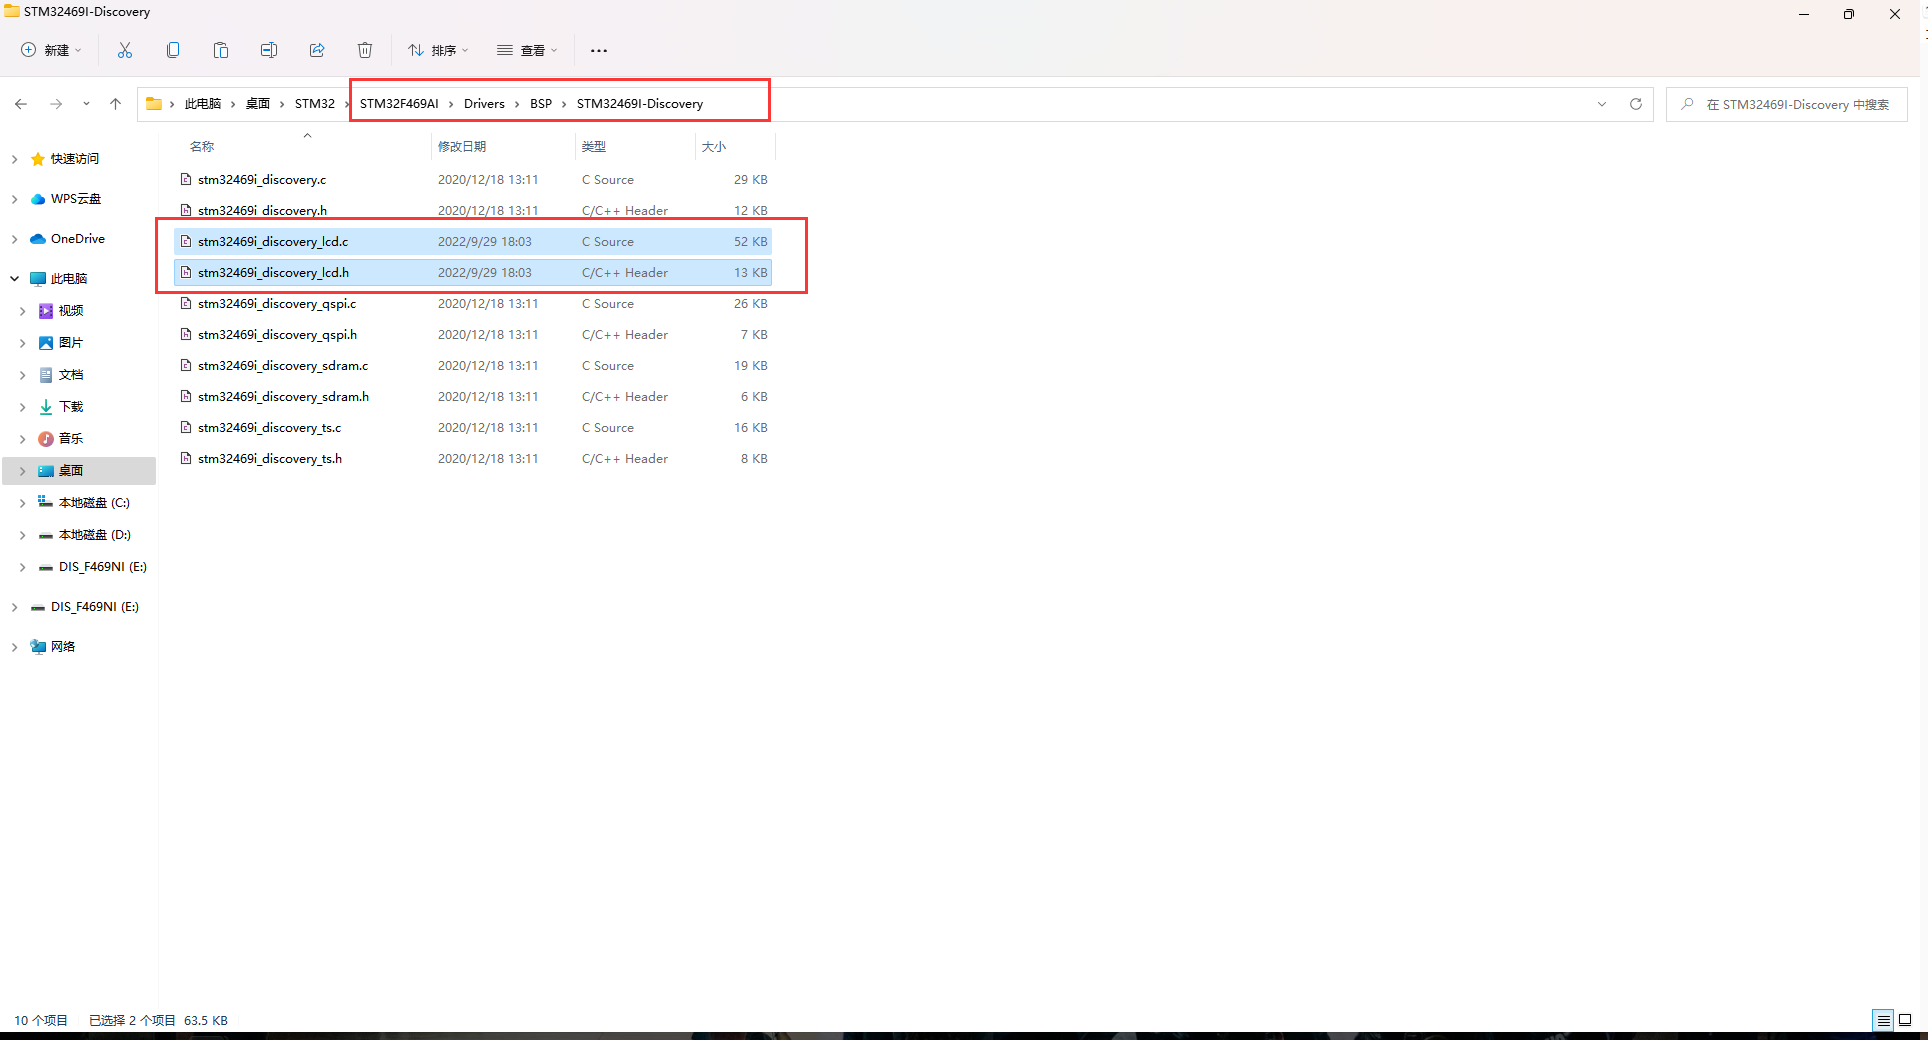 STM32469I-Discovery
新建 排序 查看
此电脑 桌面 STM32 STM32F469AI Drivers BSP STM32469I-Discovery 在 STM32469I-Discovery 中搜索
名称 修改日期 类型 大小
快速访问
WPS云盘
OneDrive
此电脑
视频
图片
文档
下载
音乐
桌面
本地磁盘 (C:)
本地磁盘 (D:)
DIS_F469NI (E:)
DIS_F469NI (E:)
网络
stm32469i_discovery.c 2020/12/18 13:11 C Source 29 KB
stm32469i_discovery.h 2020/12/18 13:11 C/C++ Header 12 KB
stm32469i_discovery_lcd.c 2022/9/29 18:03 C Source 52 KB
stm32469i_discovery_lcd.h 2022/9/29 18:03 C/C++ Header 13 KB
stm32469i_discovery_qspi.c 2020/12/18 13:11 C Source 26 KB
stm32469i_discovery_qspi.h 2020/12/18 13:11 C/C++ Header 7 KB
stm32469i_discovery_sdram.c 2020/12/18 13:11 C Source 19 KB
stm32469i_discovery_sdram.h 2020/12/18 13:11 C/C++ Header 6 KB
stm32469i_discovery_ts.c 2020/12/18 13:11 C Source 16 KB
stm32469i_discovery_ts.h 2020/12/18 13:11 C/C++ Header 8 KB
10 个项目 已选择 2 个项目 63.5 KB